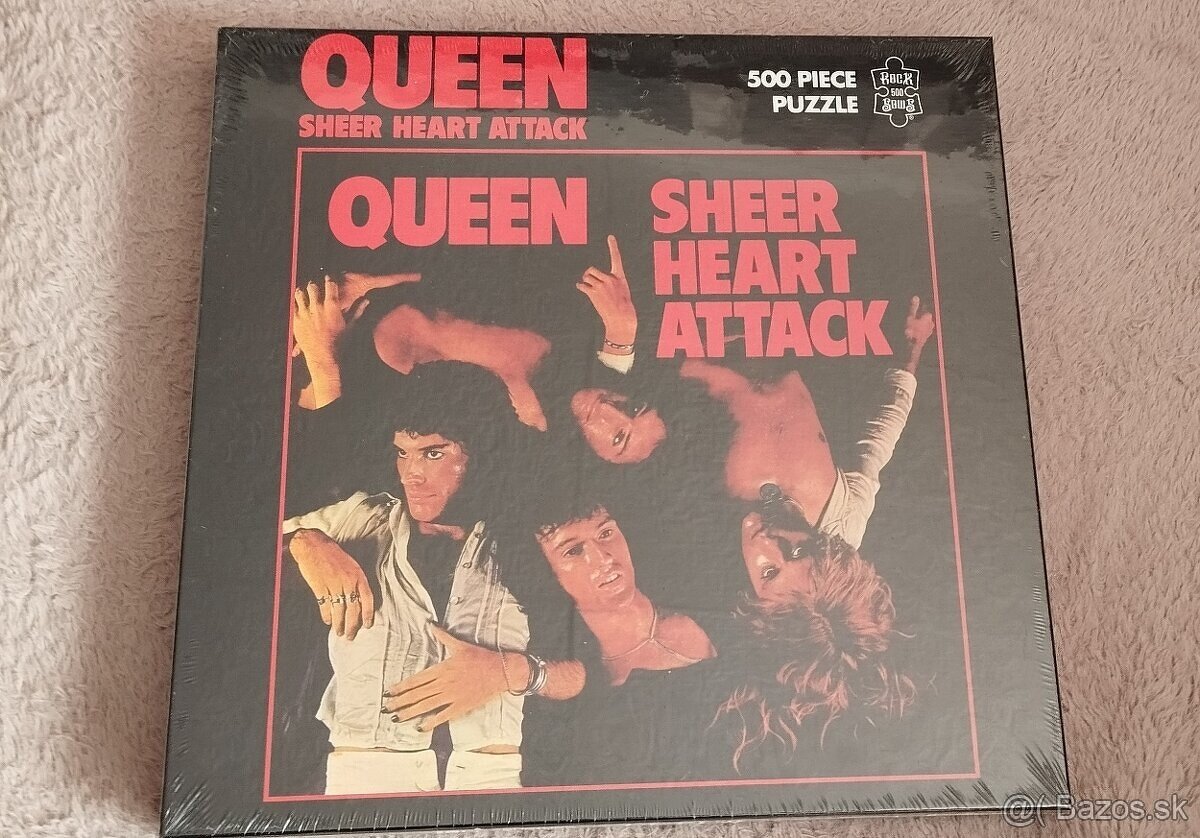 QUEEN
SHEER HEART ATTACK
500 PIECE
PUZZLE
RocK
500
SawS
QUEEN
SHEER
HEART
ATTACK
@( Bazos.sk